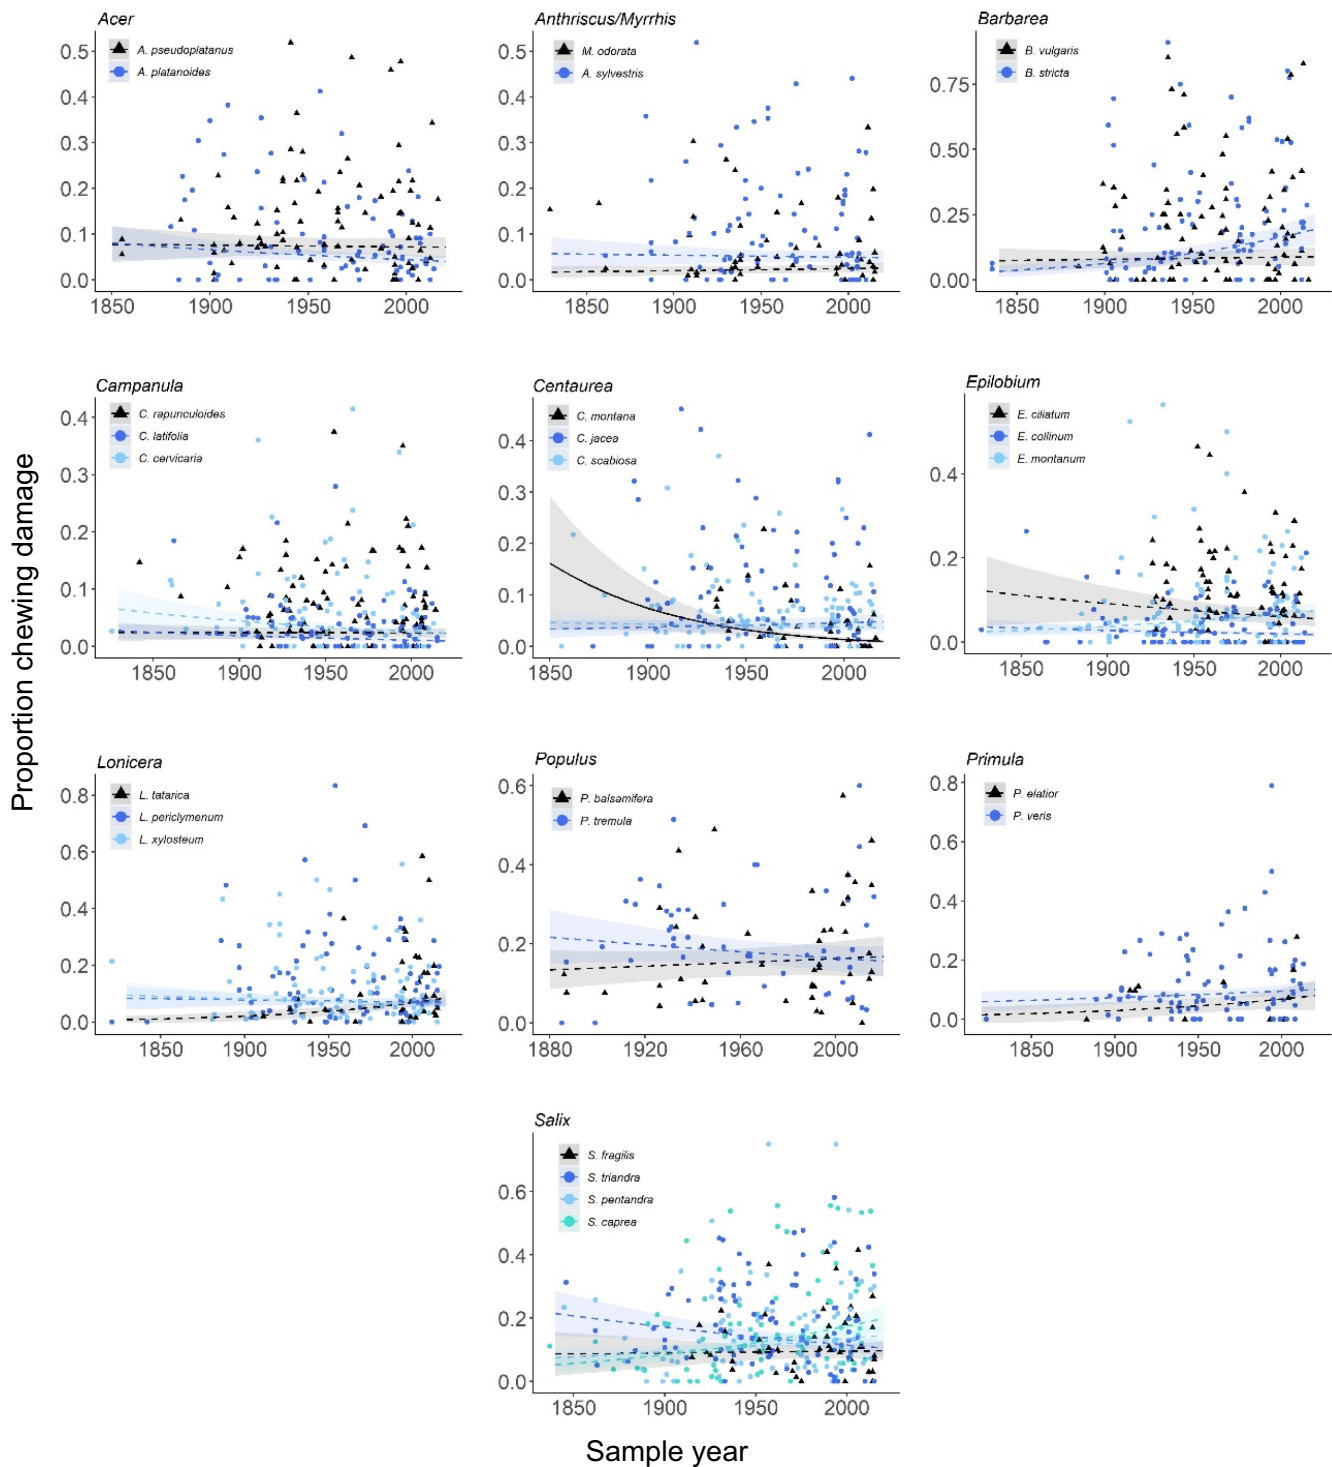 Acer
A. pseudoplatanus
A. platanoides
0.5
0.4
0.3
0.2
0.1
0.0
1850 1900 1950 2000
Anthriscus/Myrrhis
M. odorata
A. sylvestris
0.5
0.4
0.3
0.2
0.1
0.0
1850 1900 1950 2000
Barbarea
B. vulgaris
B. stricta
0.75
0.50
0.25
0.00
1850 1900 1950 2000
Campanula
C. rapunculoides
C. latifolia
C. cervicaria
0.4
0.3
0.2
0.1
0.0
1850 1900 1950 2000
Centaurea
C. montana
C. jacea
C. scabiosa
0.4
0.3
0.2
0.1
0.0
1850 1900 1950 2000
Epilobium
E. ciliatum
E. collinum
E. montanum
0.4
0.2
0.0
1850 1900 1950 2000
Proportion chewing damage
Lonicera
L. tatarica
L. periclymenum
L. xylosteum
0.8
0.6
0.4
0.2
0.0
1850 1900 1950 2000
Populus
P. balsamifera
P. tremula
0.6
0.4
0.2
0.0
1880 1920 1960 2000
Primula
P. elatior
P. veris
0.8
0.6
0.4
0.2
0.0
1850 1900 1950 2000
Salix
S. fragilis
S. triandra
S. pentandra
S. caprea
0.6
0.4
0.2
0.0
1850 1900 1950 2000
Sample year